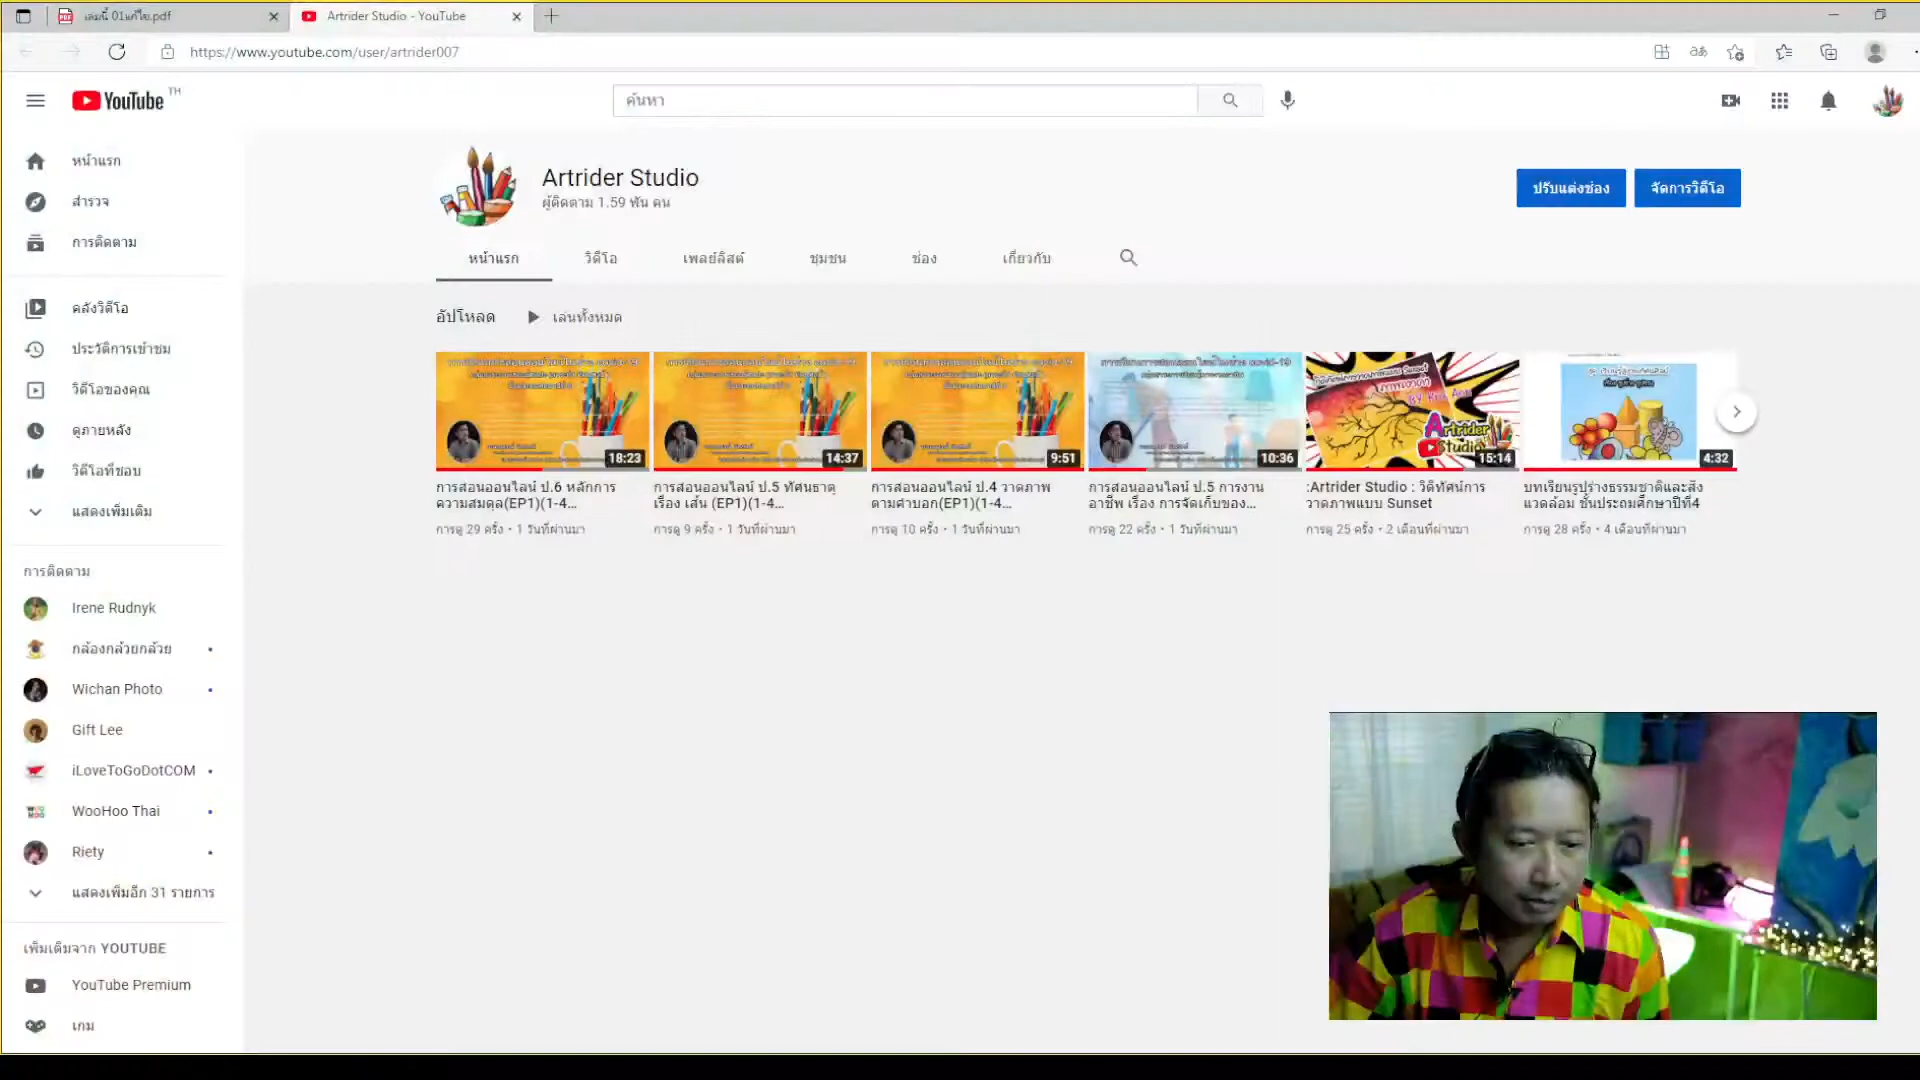 เล่มนี้ 01แก้ไข.pdf
Artrider Studio - YouTube
https://www.youtube.com/user/artrider007
YouTube TH
ค้นหา
หน้าแรก
สำรวจ
การติดตาม
คลังวิดีโอ
ประวัติการเข้าชม
วิดีโอของคุณ
ดูภายหลัง
วิดีโอที่ชอบ
แสดงเพิ่มเติม
การติดตาม
Irene Rudnyk
กล้องกล้วยกล้วย
Wichan Photo
Gift Lee
iLoveToGoDotCOM
WooHoo Thai
Riety
แสดงเพิ่มอีก 31 รายการ
เพิ่มเติมจาก YOUTUBE
YouTube Premium
เกม
Artrider Studio
ผู้ติดตาม 1.59 พัน คน
ปรับแต่งช่อง
จัดการวิดีโอ
หน้าแรก
วิดีโอ
เพลย์ลิสต์
ชุมชน
ช่อง
เกี่ยวกับ
อัปโหลด
เล่นทั้งหมด
18:23
การสอนออนไลน์ ป.6 หลักการ
ความสมดุล(EP1)(1-4...
การดู 29 ครั้ง • 1 วันที่ผ่านมา
14:37
การสอนออนไลน์ ป.5 ทัศนธาตุ
เรื่อง เส้น (EP1)(1-4...
การดู 9 ครั้ง • 1 วันที่ผ่านมา
9:51
การสอนออนไลน์ ป.4 วาดภาพ
ตามคำบอก(EP1)(1-4...
การดู 10 ครั้ง • 1 วันที่ผ่านมา
10:36
การสอนออนไลน์ ป.5 การงาน
อาชีพ เรื่อง การจัดเก็บของ...
การดู 22 ครั้ง • 1 วันที่ผ่านมา
BY Kru Ann
Artrider
Studio
15:14
:Artrider Studio : วิดิทัศน์การ
วาดภาพแบบ Sunset
การดู 25 ครั้ง • 2 เดือนที่ผ่านมา
4:32
บทเรียนรูปร่างธรรมชาติและสิ่ง
แวดล้อม ชั้นประถมศึกษาปีที่4
การดู 28 ครั้ง • 4 เดือนที่ผ่านมา